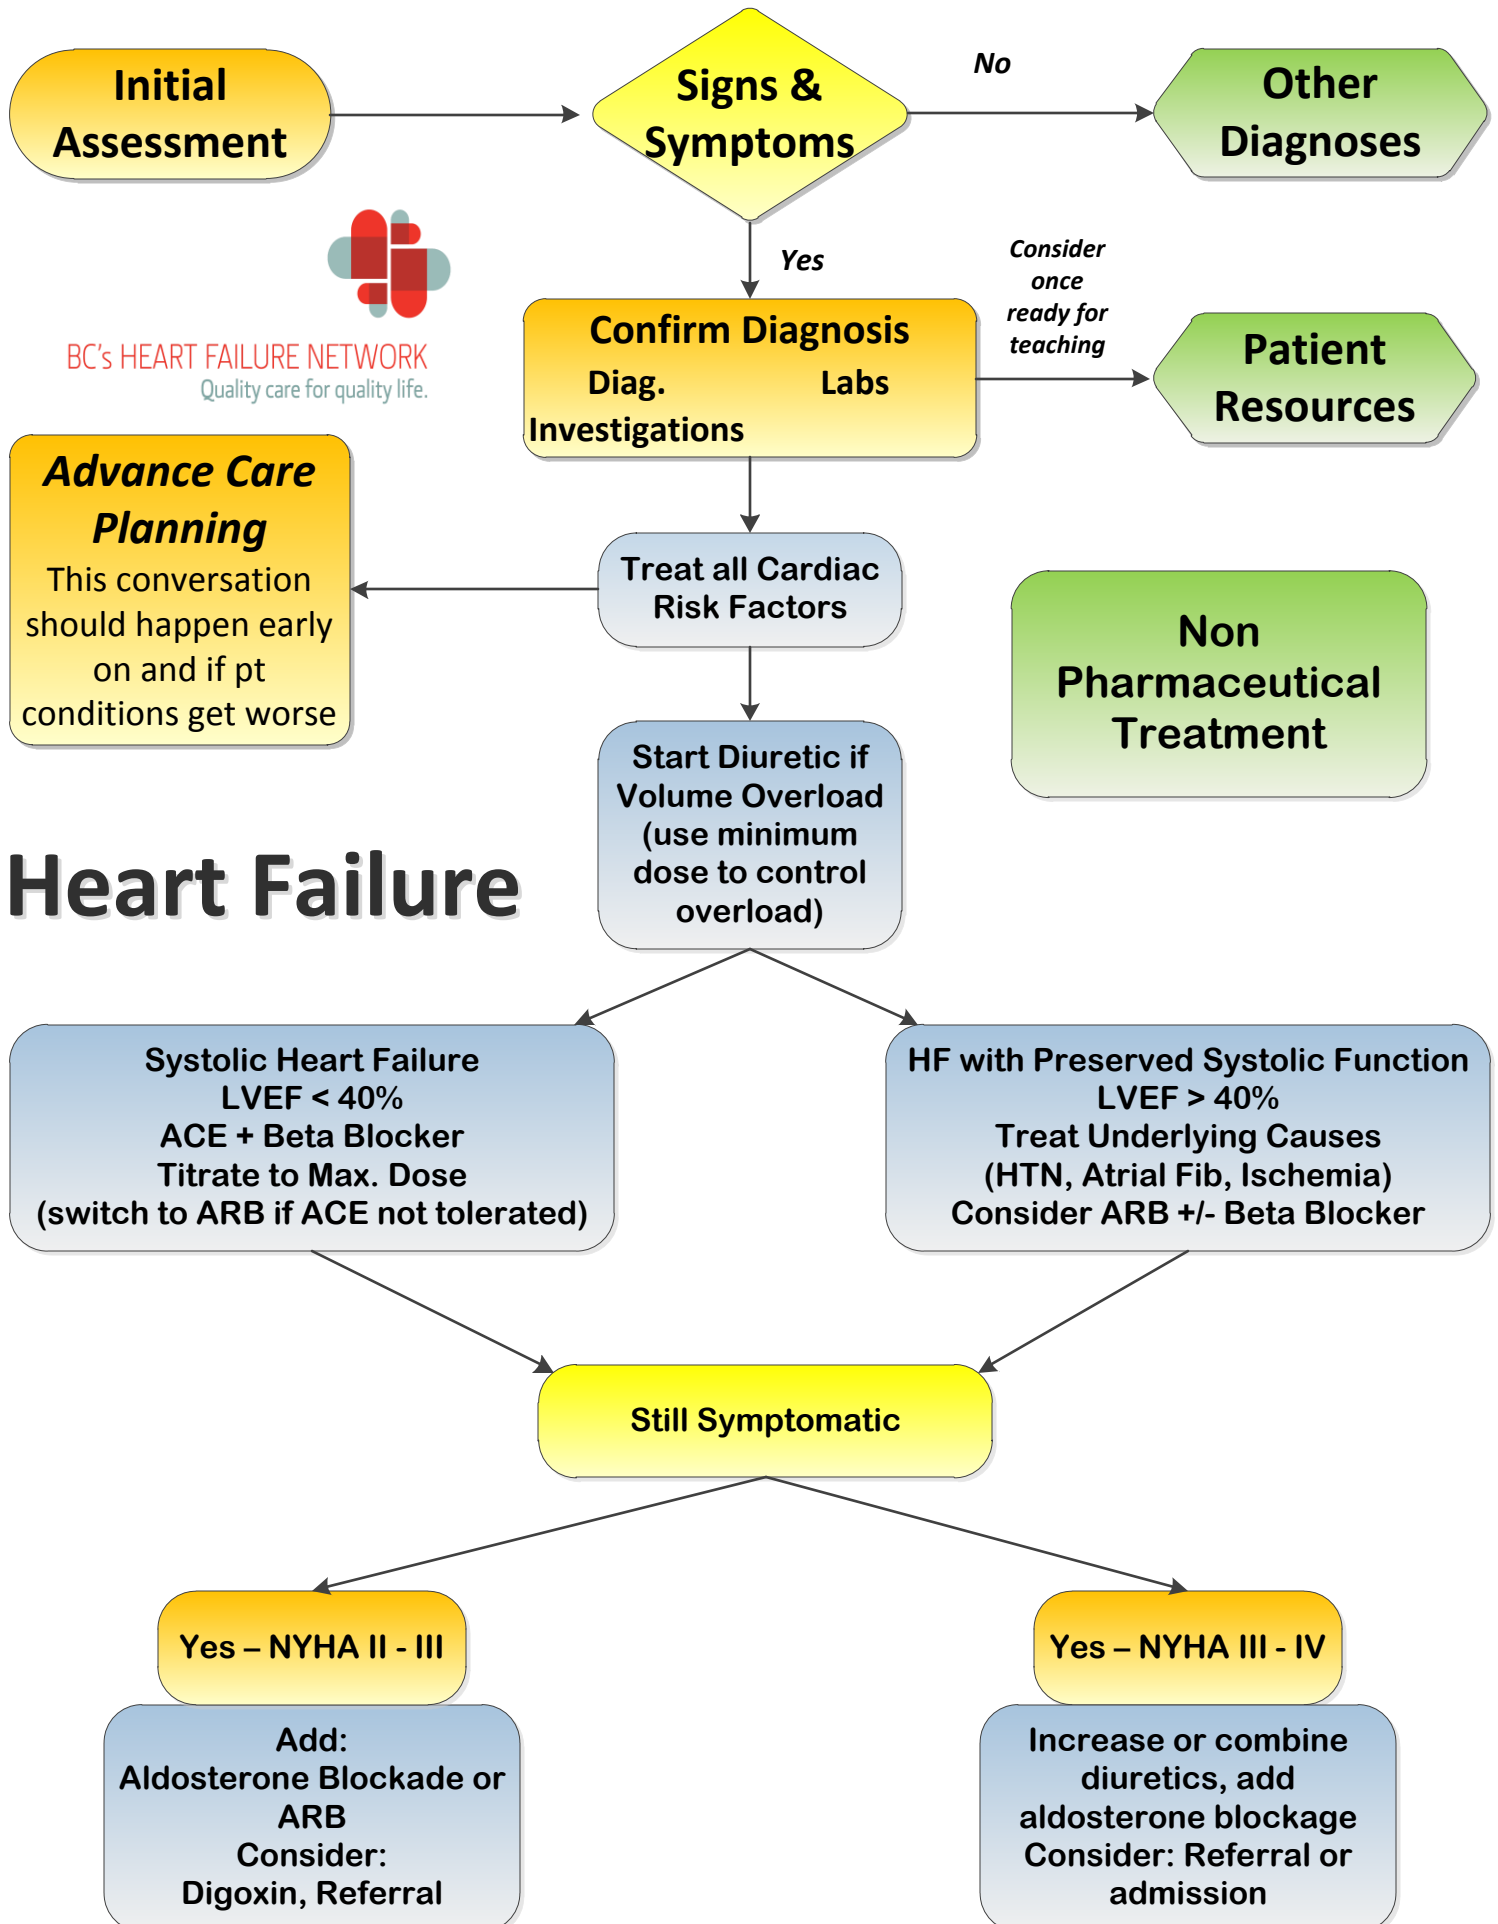 Initial
Assessment
Signs &
Symptoms
No
Other
Diagnoses
Yes
Consider
once
ready for
teaching
BC's HEART FAILURE NETWORK
Quality care for quality life.
Confirm Diagnosis
Diag. Labs
Investigations
Patient
Resources
Advance Care
Planning
This conversation
should happen early
on and if pt
conditions get worse
Treat all Cardiac
Risk Factors
Non
Pharmaceutical
Treatment
Start Diuretic if
Volume Overload
(use minimum
dose to control
overload)
Heart Failure
Systolic Heart Failure
LVEF < 40%
ACE + Beta Blocker
Titrate to Max. Dose
(switch to ARB if ACE not tolerated)
HF with Preserved Systolic Function
LVEF > 40%
Treat Underlying Causes
(HTN, Atrial Fib, Ischemia)
Consider ARB +/- Beta Blocker
Still Symptomatic
Yes – NYHA II - III
Add:
Aldosterone Blockade or
ARB
Consider:
Digoxin, Referral
Yes – NYHA III - IV
Increase or combine
diuretics, add
aldosterone blockage
Consider: Referral or
admission